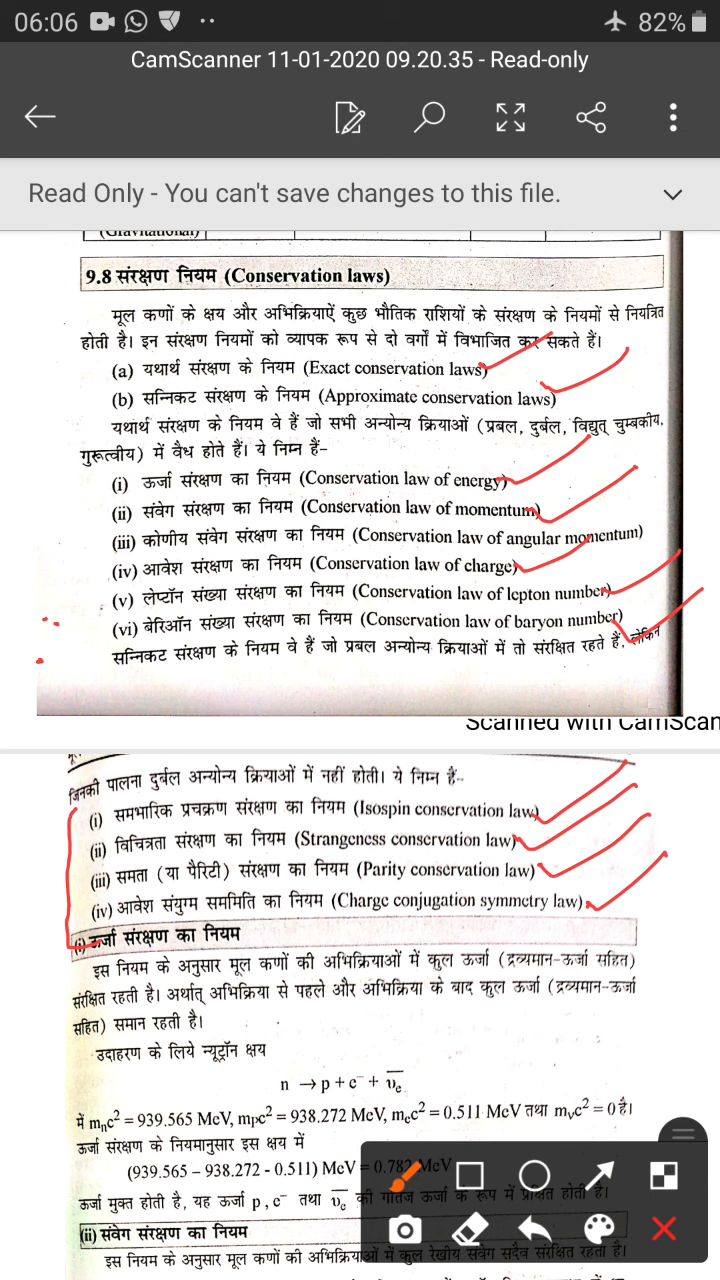 06:06
82%
CamScanner 11-01-2020 09.20.35 - Read-only
Read Only - You can't save changes to this file.
(Gravitational)
9.8 संरक्षण नियम (Conservation laws)
मूल कणों के क्षय और अभिक्रियाऐं कुछ भौतिक राशियों के संरक्षण के नियमों से नियंत्रित
होती है। इन संरक्षण नियमों को व्यापक रूप से दो वर्गों में विभाजित कर सकते हैं।
(a) यथार्थ संरक्षण के नियम (Exact conservation laws)
(b) सन्निकट संरक्षण के नियम (Approximate conservation laws)
यथार्थ संरक्षण के नियम वे हैं जो सभी अन्योन्य क्रियाओं (प्रबल, दुर्बल, विद्युत् चुम्बकीय,
गुरूत्वीय) में वैध होते हैं। ये निम्न हैं-
(i) ऊर्जा संरक्षण का नियम (Conservation law of energy)
(ii) संवेग संरक्षण का नियम (Conservation law of momentum)
(iii) कोणीय संवेग संरक्षण का नियम (Conservation law of angular momentum)
(iv) आवेश संरक्षण का नियम (Conservation law of charge)
(v) लेप्टॉन संख्या संरक्षण का नियम (Conservation law of lepton number)
(vi) बेरिऑन संख्या संरक्षण का नियम (Conservation law of baryon number)
सन्निकट संरक्षण के नियम वे हैं जो प्रबल अन्योन्य क्रियाओं में तो संरक्षित रहते हैं, लेकिन
Scanned with CamScan
जिनकी पालना दुर्बल अन्योन्य क्रियाओं में नहीं होती। ये निम्न हैं-
(i) समभारिक प्रचक्रण संरक्षण का नियम (Isospin conservation law)
(ii) विचित्रता संरक्षण का नियम (Strangeness conservation law)
(iii) समता (या पैरिटी) संरक्षण का नियम (Parity conservation law)
(iv) आवेश संयुग्म सममिति का नियम (Charge conjugation symmetry law)
(i) ऊर्जा संरक्षण का नियम
इस नियम के अनुसार मूल कणों की अभिक्रियाओं में कुल ऊर्जा (द्रव्यमान-ऊर्जा सहित)
संरक्षित रहती है। अर्थात् अभिक्रिया से पहले और अभिक्रिया के बाद कुल ऊर्जा (द्रव्यमान-ऊर्जा
सहित) समान रहती है।
उदाहरण के लिये न्यूट्रॉन क्षय
n → p + e⁻ + ῡₑ
में mₙc² = 939.565 MeV, mpc² = 938.272 MeV, mₑc² = 0.511 MeV तथा mᵥc² = 0 है।
ऊर्जा संरक्षण के नियमानुसार इस क्षय में
(939.565 – 938.272 - 0.511) MeV = 0.782 MeV
ऊर्जा मुक्त होती है, यह ऊर्जा p, e⁻ तथा ῡₑ की गतिज ऊर्जा के रूप में प्रेक्षित होती है।
(ii) संवेग संरक्षण का नियम
इस नियम के अनुसार मूल कणों की अभिक्रियाओं में कुल रेखीय संवेग सदैव संरक्षित रहता है।